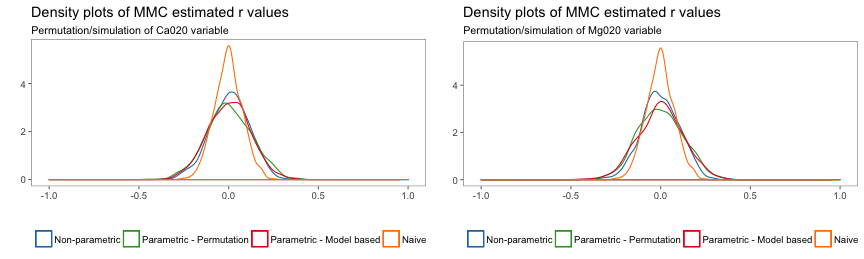 Density plots of MMC estimated r values
Permutation/simulation of Ca020 variable
4
2
0
-1.0 -0.5 0.0 0.5 1.0
Non-parametric Parametric - Permutation Parametric - Model based Naive
Density plots of MMC estimated r values
Permutation/simulation of Mg020 variable
4
2
0
-1.0 -0.5 0.0 0.5 1.0
Non-parametric Parametric - Permutation Parametric - Model based Naive